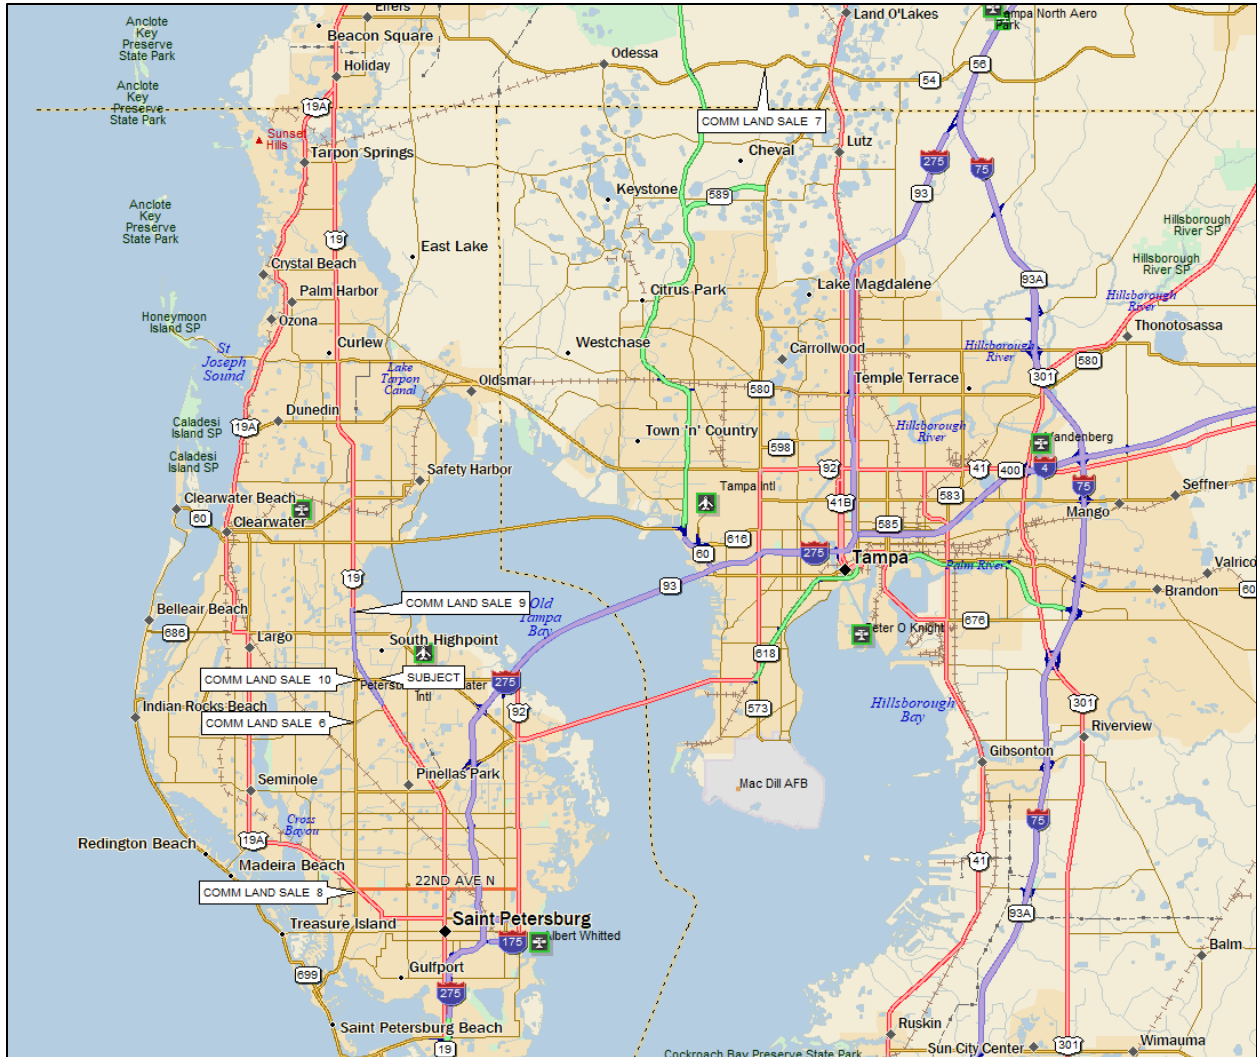 Elfers
Land O'Lakes
Tampa North Aero
Park
Anclote
Key
Preserve
State Park
19
Beacon Square
Odessa
Holiday
56
54
Anclote
Key
Preserve
State Park
19A
COMM LAND SALE 7
Sunset
Hills
Tarpon Springs
Cheval
Lutz
275
75
Keystone
589
93
Anclote
Key
Preserve
State Park
Hillsborough
River SP
19
East Lake
Crystal Beach
Hillsborough
River SP
93A
Palm Harbor
Citrus Park
Lake Magdalene
Hillsborough
River
Honeymoon
Island SP
Ozona
Thonotosassa
St
Joseph
Sound
Curlew
Westchase
Carrollwood
Hillsborough
River
580
Lake
Tarpon
Canal
Oldsmar
580
Temple Terrace
301
Dunedin
Caladesi
Island SP
19A
Town 'n' Country
Hillsborough
River
Vandenberg
598
Caladesi
Island SP
Safety Harbor
92
41
400
4
75
Tampa Intl
583
Seffner
Clearwater Beach
41B
Mango
60
Clearwater
585
616
60
275
Tampa
Palm River
Valrico
19
93
Brandon
60
COMM LAND SALE 9
Old
Tampa
Bay
Belleair Beach
686
Largo
South Highpoint
Peter O Knight
676
618
COMM LAND SALE 10
SUBJECT
275
Indian Rocks Beach
92
573
Hillsborough
Bay
301
COMM LAND SALE 6
Riverview
Gibsonton
Seminole
Pinellas Park
Mac Dill AFB
Cross
Bayou
75
Redington Beach
19A
Madeira Beach
41
COMM LAND SALE 8
22ND AVE N
93A
Treasure Island
Saint Petersburg
175
Albert Whitted
Balm
699
Gulfport
275
Saint Petersburg Beach
Ruskin
19
Sun City Center
301
Wimauma
Cockroach Bay Preserve State Park